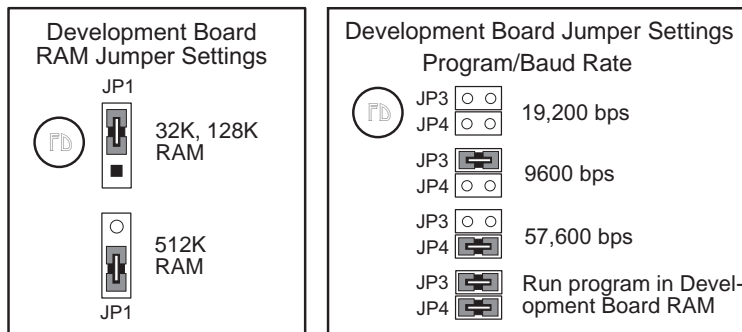 Development Board
RAM Jumper Settings
JP1
FD
32K, 128K
RAM
512K
RAM
JP1
Development Board Jumper Settings
Program/Baud Rate
FD
JP3
JP4
19,200 bps
JP3
JP4
9600 bps
JP3
JP4
57,600 bps
JP3
JP4
Run program in Devel-
opment Board RAM